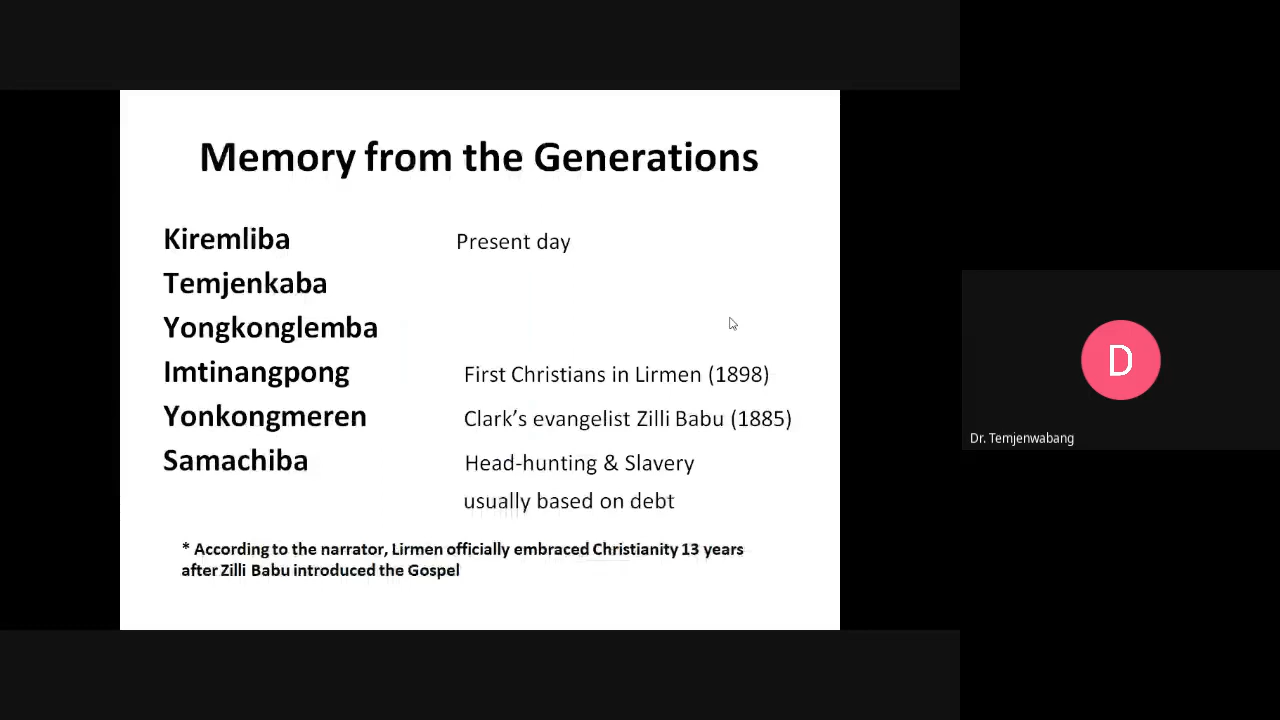 Memory from the Generations
Kiremliba Present day
Temjenkaba
Yongkonglemba
Imtinangpong First Christians in Lirmen (1898)
Yonkongmeren Clark's evangelist Zilli Babu (1885)
Samachiba Head-hunting & Slavery
usually based on debt
* According to the narrator, Lirmen officially embraced Christianity 13 years
after Zilli Babu introduced the Gospel
D
Dr. Temjenwabang